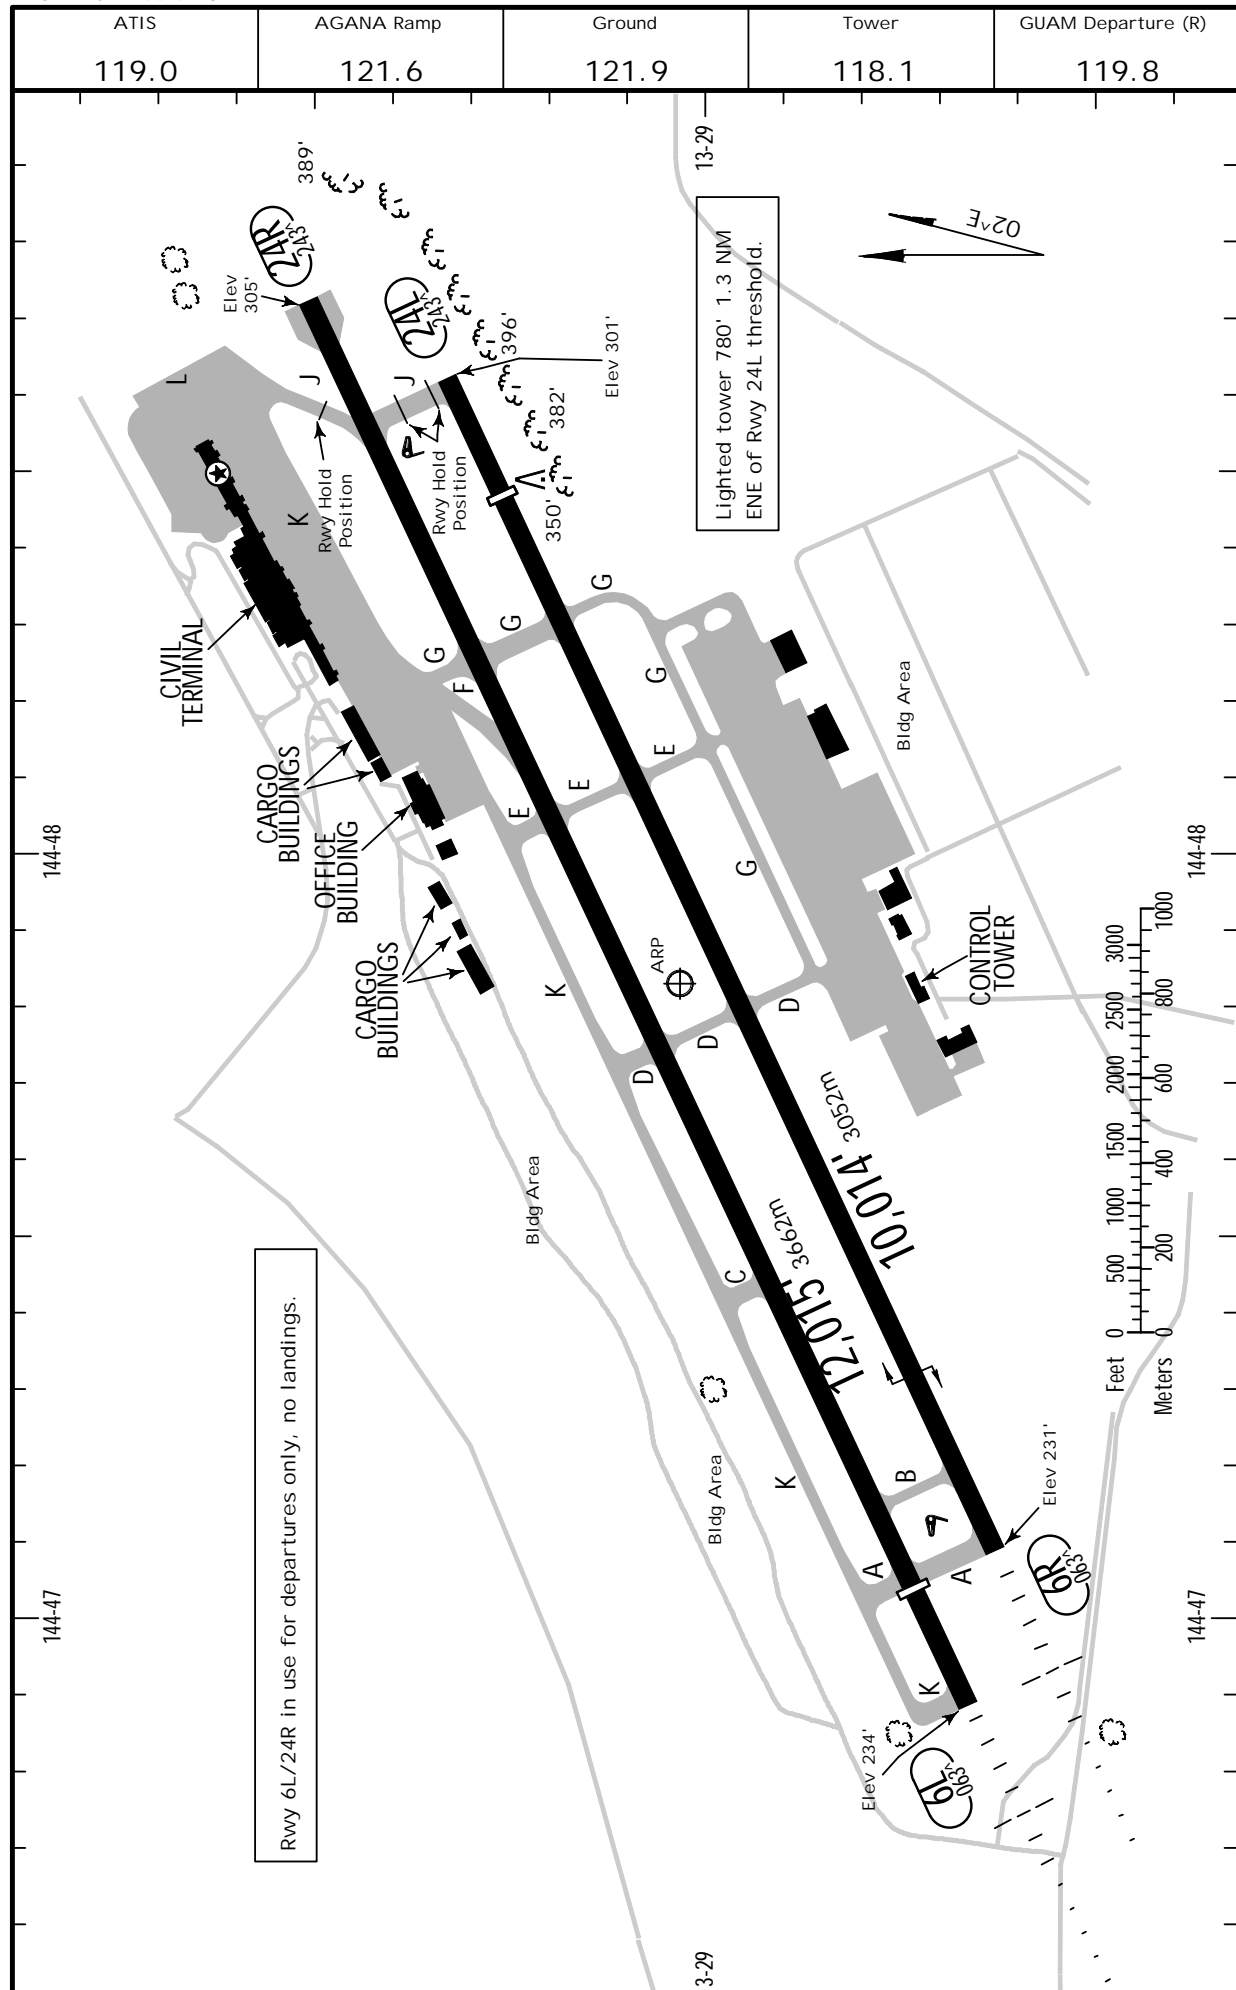 ATIS
119.0
AGANA Ramp
121.6
Ground
121.9
Tower
118.1
GUAM Departure (R)
119.8
13-29
389'
24R
243^
Elev
305'
24L
243^
396'
Elev 301'
382'
350'
02^E
Lighted tower 780' 1.3 NM
ENE of Rwy 24L threshold.
L
J
J
K
Rwy Hold
Position
Rwy Hold
Position
CIVIL
TERMINAL
G
G
G
F
G
E
E
E
G
CARGO
BUILDINGS
OFFICE
BUILDING
CARGO
BUILDINGS
Bldg Area
144-48
144-48
K
ARP
D
D
D
CONTROL
TOWER
Bldg Area
C
12,015' 3662m
10,014' 3052m
Feet
0
500
1000
1500
2000
2500
3000
Meters
0
200
400
600
800
1000
Rwy 6L/24R in use for departures only, no landings.
Bldg Area
K
B
A
A
K
Elev 231'
6R
063^
Elev 234'
6L
063^
144-47
144-47
3-29